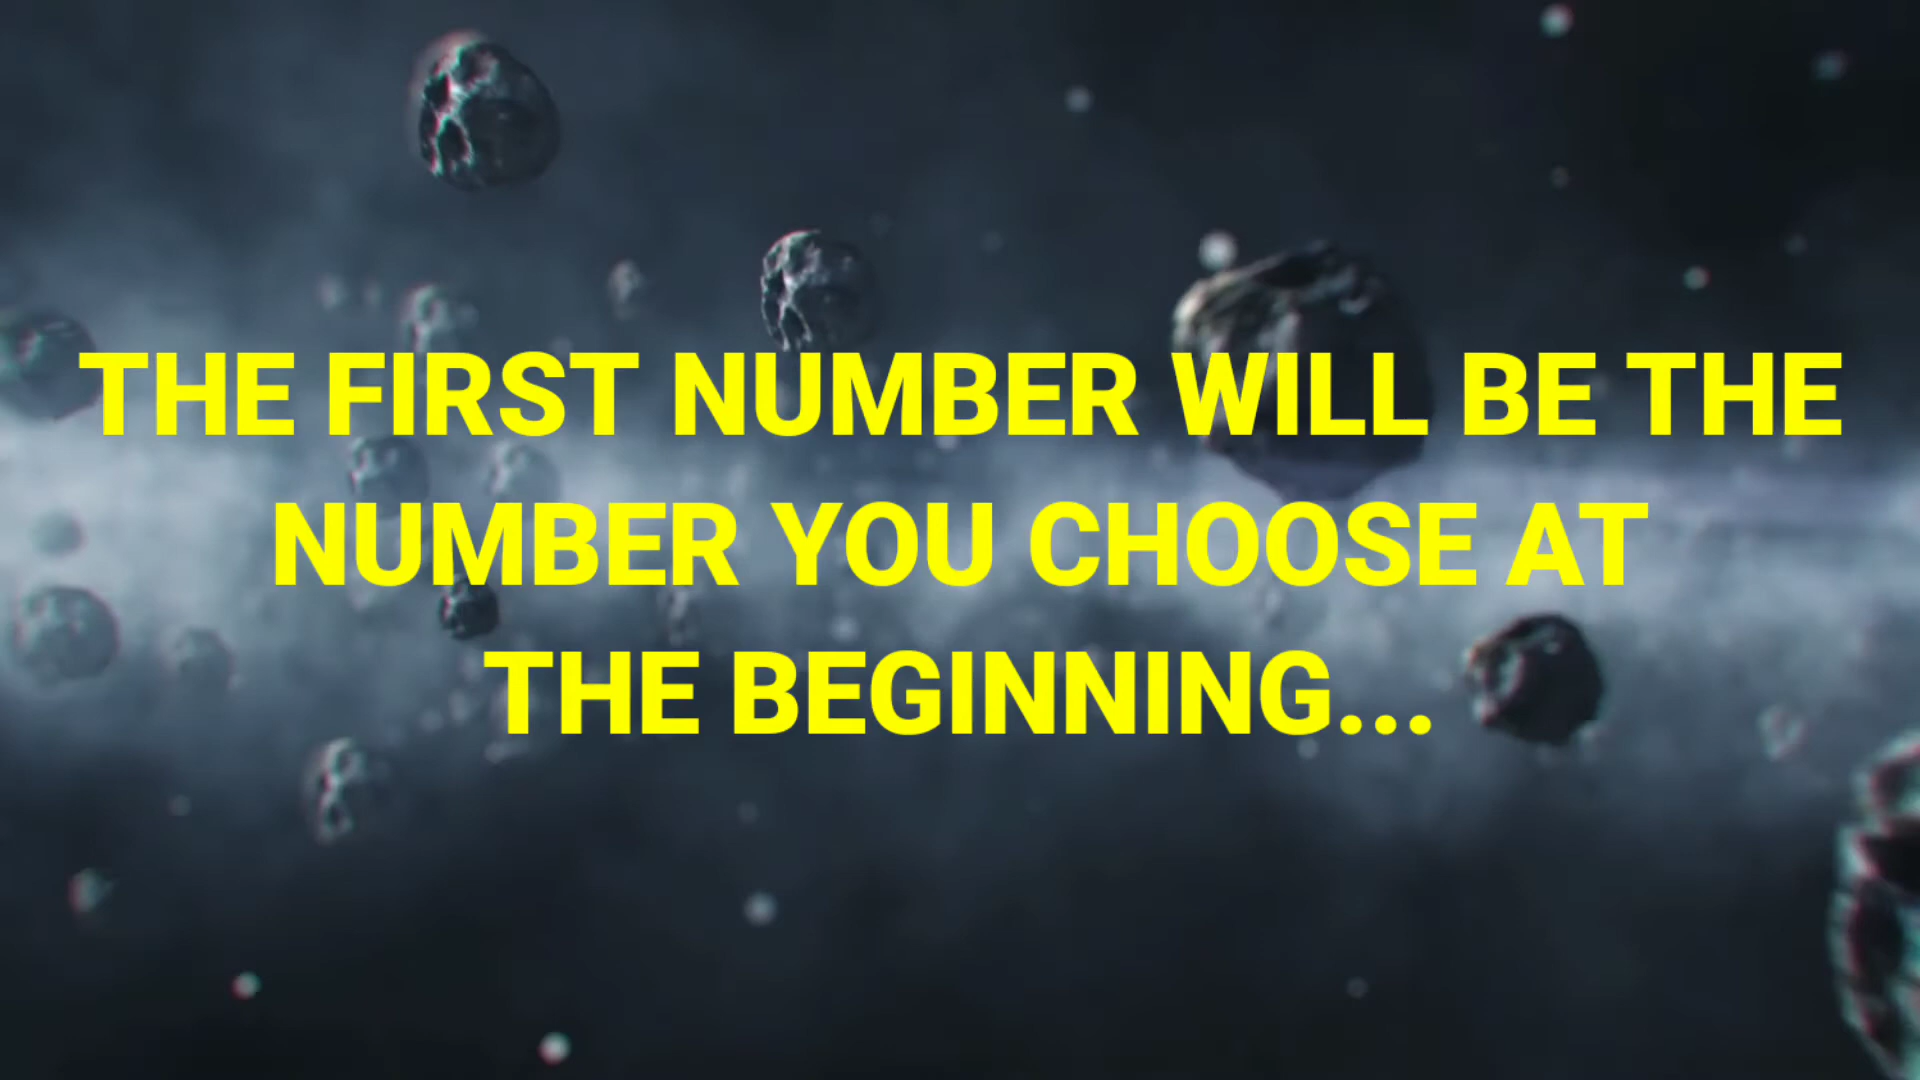 THE FIRST NUMBER WILL BE THE
NUMBER YOU CHOOSE AT
THE BEGINNING...